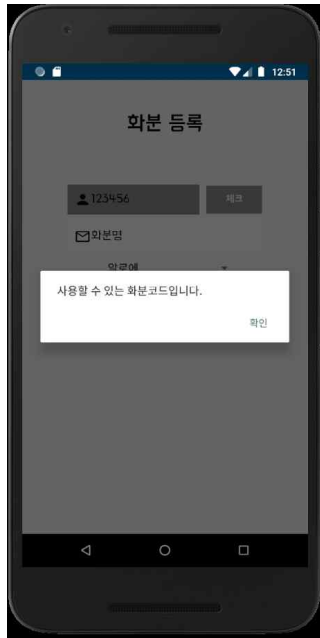 12:51
화분 등록
123456
체크
화분명
알로에
사용할 수 있는 화분코드입니다.
확인